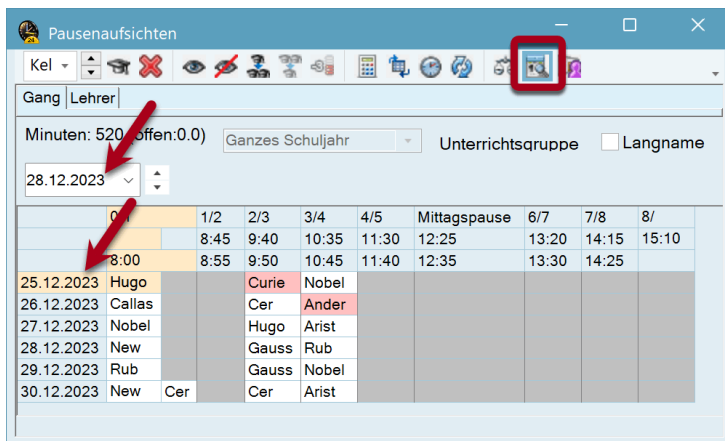 Pausenaufsichten
Kel
Gang Lehrer
Minuten: 520 (offen:0.0) Ganzes Schuljahr Unterrichtsgruppe Langname
28.12.2023
1/2 2/3 3/4 4/5 Mittagspause 6/7 7/8 8/
8:45 9:40 10:35 11:30 12:25 13:20 14:15 15:10
8:00 8:55 9:50 10:45 11:40 12:35 13:30 14:25
25.12.2023 Hugo Curie Nobel
26.12.2023 Callas Cer Ander
27.12.2023 Nobel Hugo Arist
28.12.2023 New Gauss Rub
29.12.2023 Rub Gauss Nobel
30.12.2023 New Cer Cer Arist